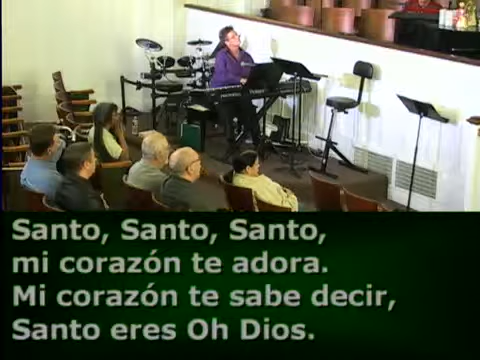 Santo, Santo, Santo,
mi corazón te adora.
Mi corazón te sabe decir,
Santo eres Oh Dios.